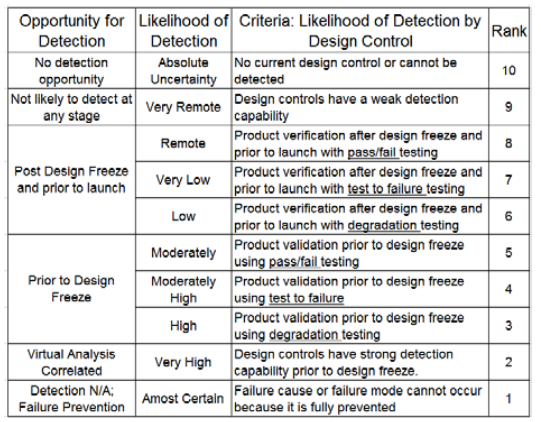 Opportunity for
Detection
Likelihood of
Detection
Criteria: Likelihood of Detection by
Design Control
Rank
No detection
opportunity
Absolute
Uncertainty
No current design control or cannot be
detected
10
Not likely to detect at
any stage
Very Remote
Design controls have a weak detection
capability
9
Post Design Freeze
and prior to launch
Remote
Product verification after design freeze and
prior to launch with pass/fail testing
8
Very Low
Product verification after design freeze and
prior to launch with test to failure testing
7
Low
Product verification after design freeze and
prior to launch with degradation testing
6
Prior to Design
Freeze
Moderately
Product validation prior to design freeze
using pass/fail testing
5
Moderately
High
Product validation prior to design freeze
using test to failure
4
High
Product validation prior to design freeze
using degradation testing
3
Virtual Analysis
Correlated
Very High
Design controls have strong detection
capability prior to design freeze.
2
Detection N/A;
Failure Prevention
Amost Certain
Failure cause or failure mode cannot occur
because it is fully prevented
1